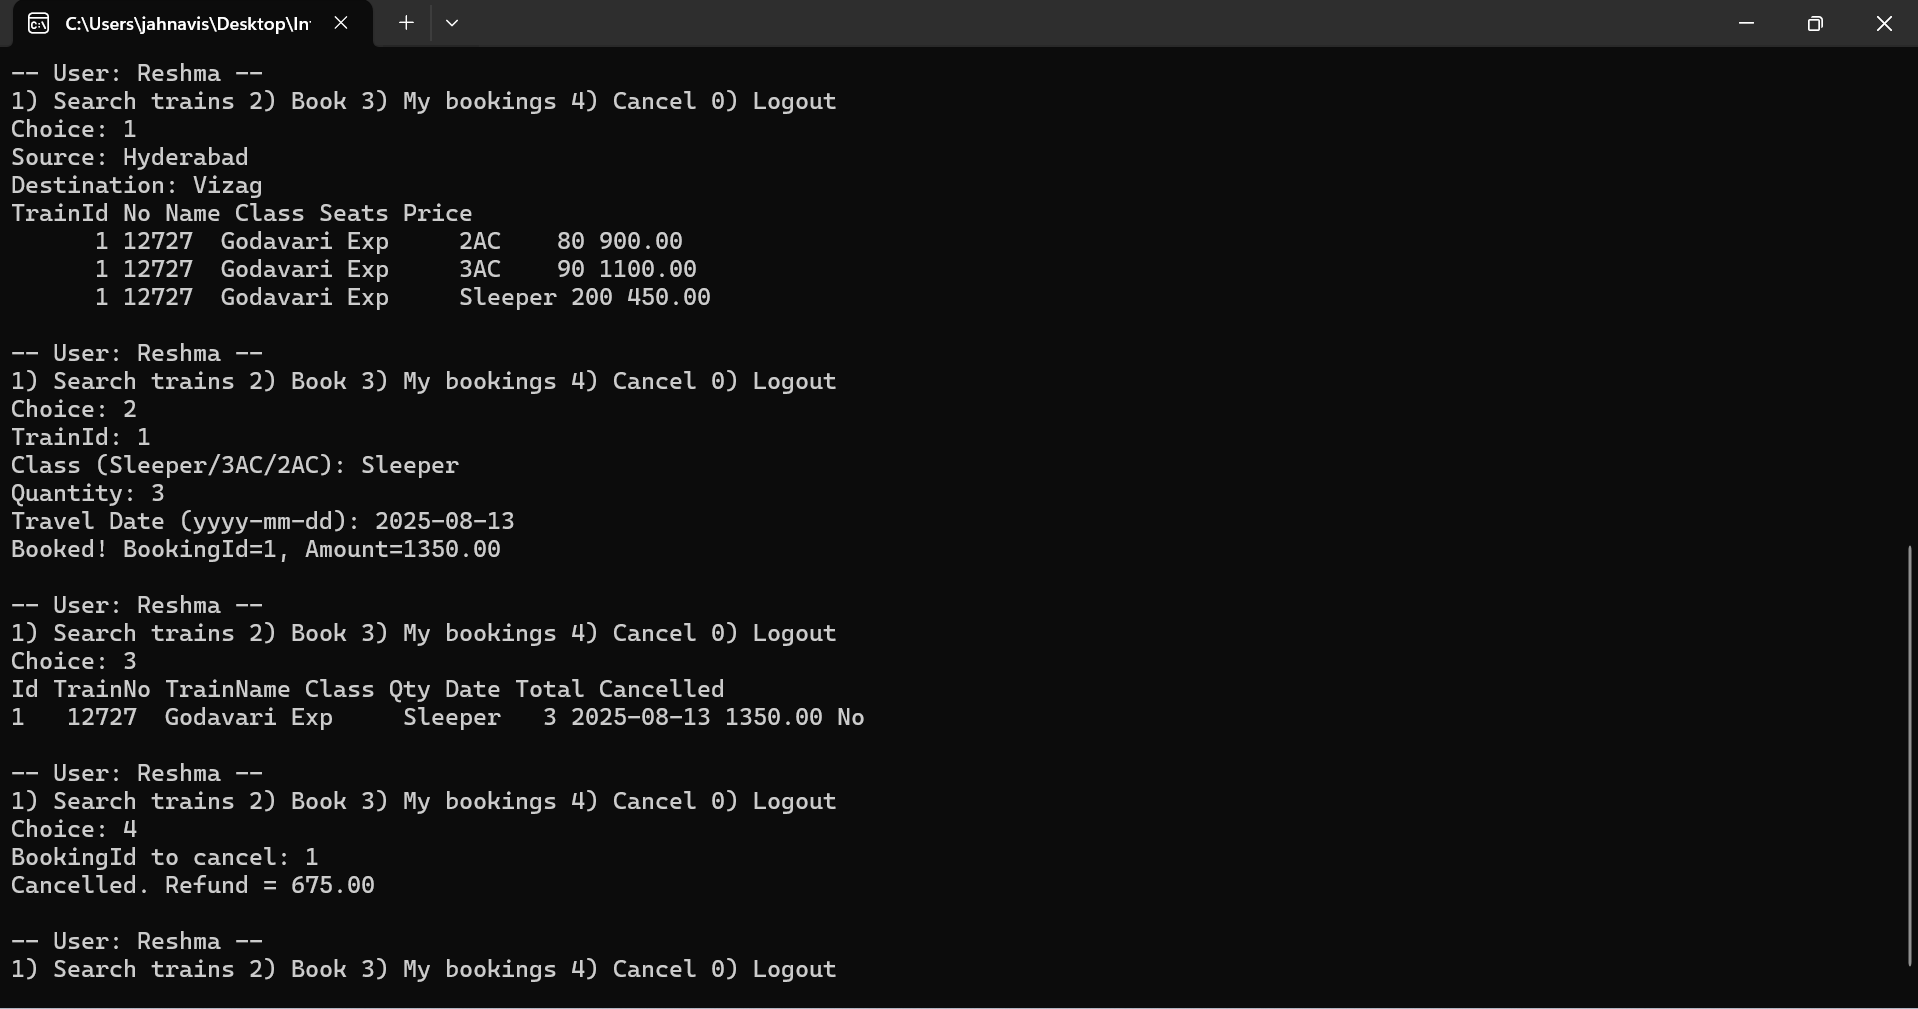 C:\Users\jahnavis\Desktop\In
-- User: Reshma --
1) Search trains 2) Book 3) My bookings 4) Cancel 0) Logout
Choice: 1
Source: Hyderabad
Destination: Vizag
TrainId No Name Class Seats Price
1 12727 Godavari Exp 2AC 80 900.00
1 12727 Godavari Exp 3AC 90 1100.00
1 12727 Godavari Exp Sleeper 200 450.00
-- User: Reshma --
1) Search trains 2) Book 3) My bookings 4) Cancel 0) Logout
Choice: 2
TrainId: 1
Class (Sleeper/3AC/2AC): Sleeper
Quantity: 3
Travel Date (yyyy-mm-dd): 2025-08-13
Booked! BookingId=1, Amount=1350.00
-- User: Reshma --
1) Search trains 2) Book 3) My bookings 4) Cancel 0) Logout
Choice: 3
Id TrainNo TrainName Class Qty Date Total Cancelled
1 12727 Godavari Exp Sleeper 3 2025-08-13 1350.00 No
-- User: Reshma --
1) Search trains 2) Book 3) My bookings 4) Cancel 0) Logout
Choice: 4
BookingId to cancel: 1
Cancelled. Refund = 675.00
-- User: Reshma --
1) Search trains 2) Book 3) My bookings 4) Cancel 0) Logout